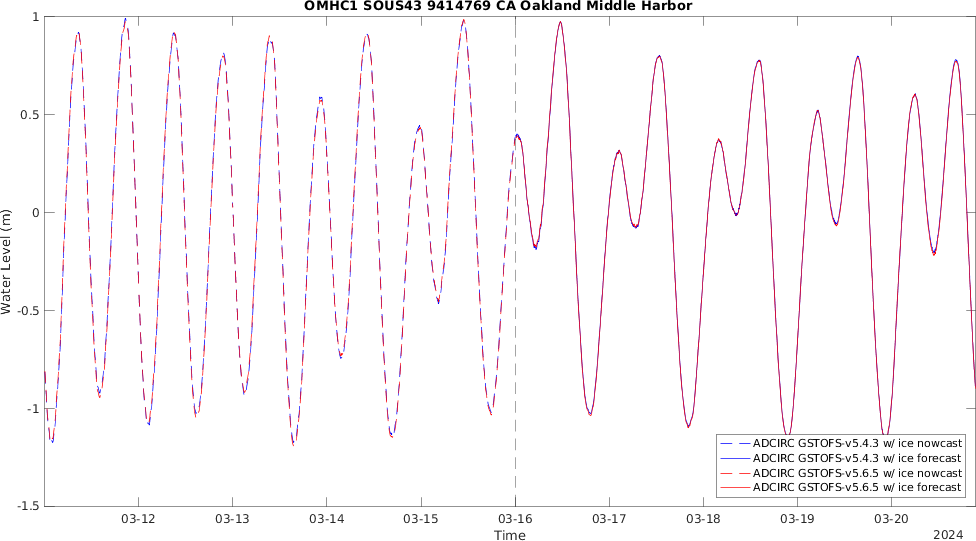 OMHC1 SOUS43 9414769 CA Oakland Middle Harbor
1
0.5
0
-0.5
-1
-1.5
Water Level (m)
03-12 03-13 03-14 03-15 03-16 03-17 03-18 03-19 03-20
Time
2024
ADCIRC GSTOFS-v5.4.3 w/ ice nowcast
ADCIRC GSTOFS-v5.4.3 w/ ice forecast
ADCIRC GSTOFS-v5.6.5 w/ ice nowcast
ADCIRC GSTOFS-v5.6.5 w/ ice forecast